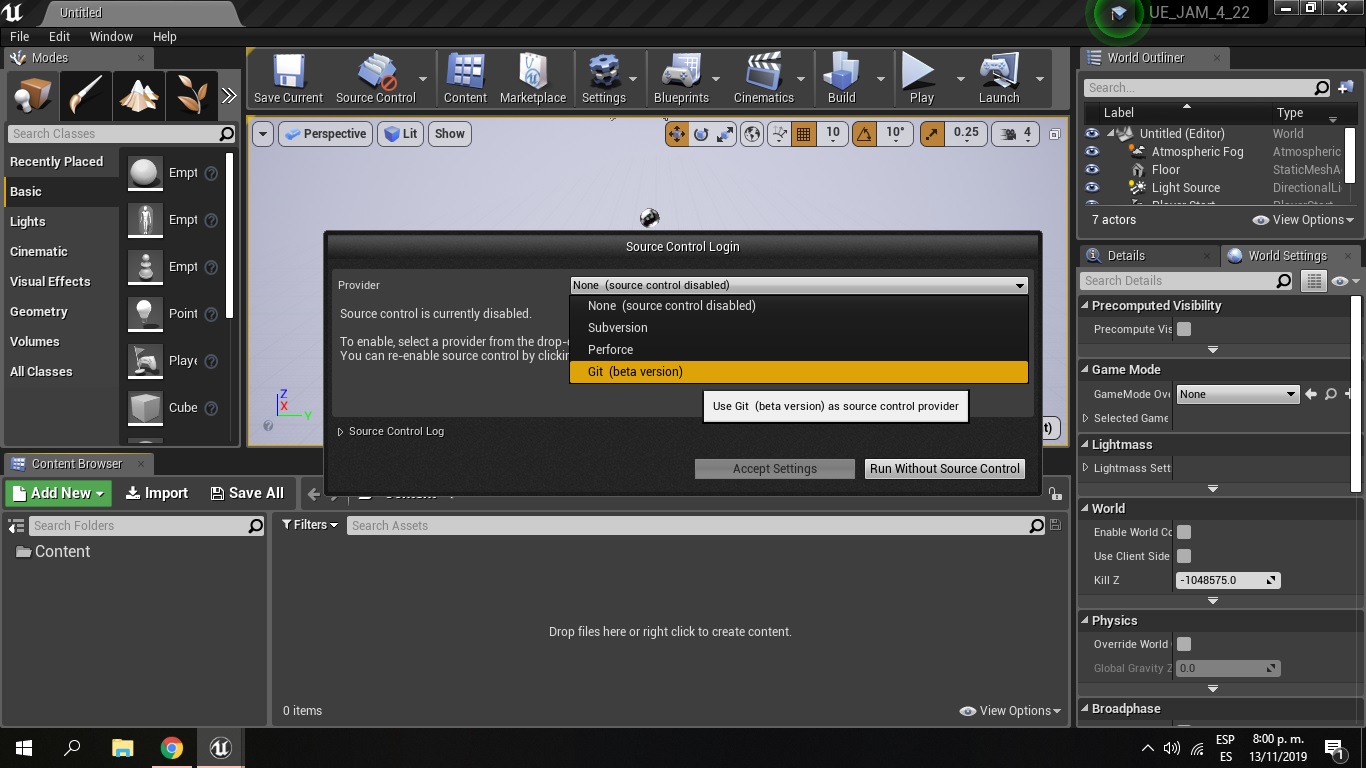 Untitled
UE_JAM_4_22
File Edit Window Help
Modes
Save Current
Source Control
Content
Marketplace
Settings
Blueprints
Cinematics
Build
Play
Launch
Search Classes
Recently Placed
Basic
Lights
Cinematic
Visual Effects
Geometry
Volumes
All Classes
Empt
Empt
Empt
Point
Playe
Cube
Perspective
Lit
Show
10
10°
0.25
4
Z
X
Y
Source Control Login
Provider
None (source control disabled)
None (source control disabled)
Subversion
Perforce
Git (beta version)
Use Git (beta version) as source control provider
Source control is currently disabled.
To enable, select a provider from the drop-
You can re-enable source control by clickin
Source Control Log
Accept Settings
Run Without Source Control
t)
World Outliner
Search...
Label Type
Untitled (Editor) World
Atmospheric Fog Atmospheric
Floor StaticMeshA
Light Source DirectionalLi
7 actors
View Options
Details
World Settings
Search Details
Precomputed Visibility
Precompute Vis
Game Mode
GameMode Ove
None
Selected Game
Lightmass
Lightmass Sett
World
Enable World Co
Use Client Side
Kill Z
-1048575.0
Physics
Override World
Global Gravity Z
0.0
Broadphase
Content Browser
Add New
Import
Save All
Search Folders
Content
Filters
Search Assets
Drop files here or right click to create content.
0 items
View Options
ESP
ES
8:00 p. m.
13/11/2019
1